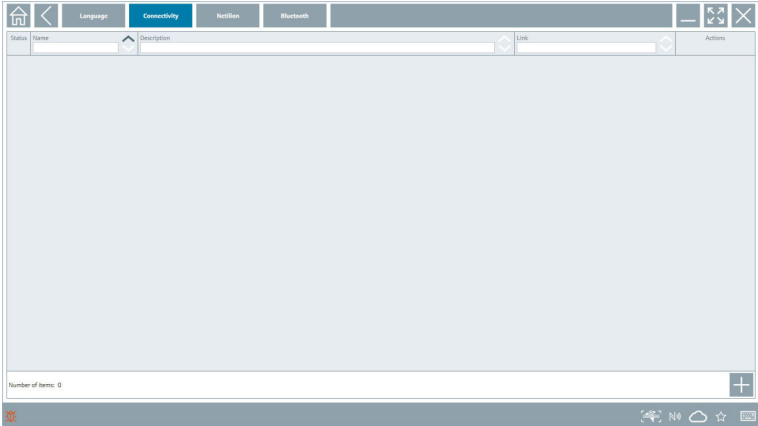 Language Connectivity Netilion Bluetooth
Status Name Description Link Actions
Number of items: 0